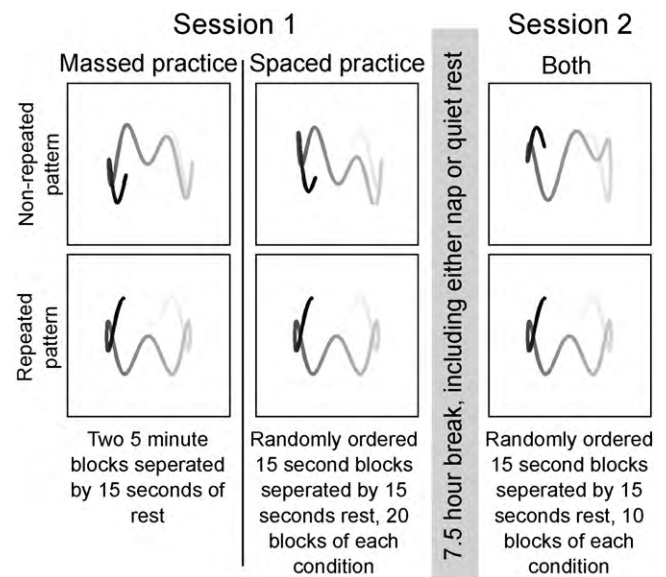 Session 1
Session 2
Massed practice
Spaced practice
Both
Non-repeated
pattern
Repeated
pattern
7.5 hour break, including either nap or quiet rest
Two 5 minute
blocks seperated
by 15 seconds of
rest
Randomly ordered
15 second blocks
seperated by 15
seconds rest, 20
blocks of each
condition
Randomly ordered
15 second blocks
seperated by 15
seconds rest, 10
blocks of each
condition